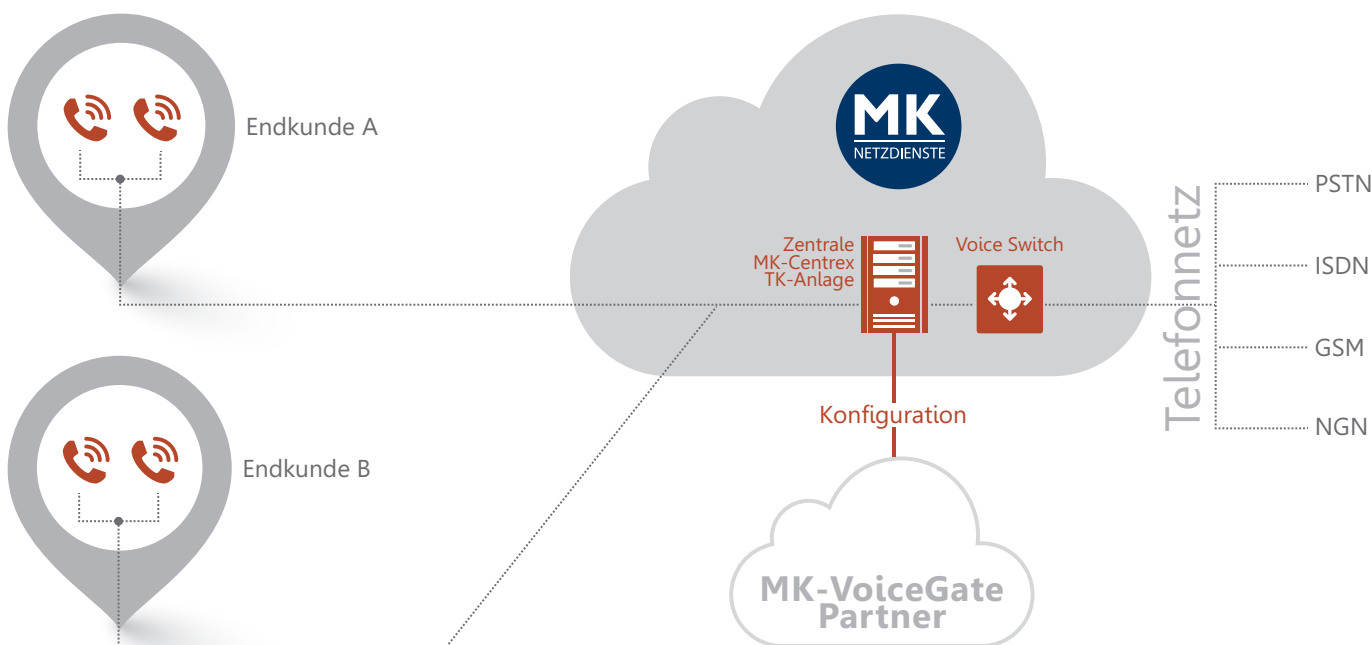 Endkunde A
MK
NETZDIENSTE
Zentrale
MK-Centrex
TK-Anlage
Voice Switch
Telefonnetz
PSTN
ISDN
GSM
NGN
Konfiguration
Endkunde B
MK-VoiceGate
Partner